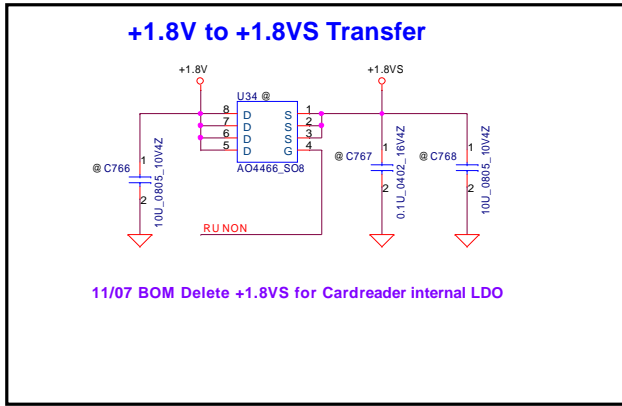 +1.8V to +1.8VS Transfer
+1.8V
+1.8VS
U34 @
8 D S 1
7 D S 2
6 D S 3
5 D G 4
AO4466_SO8
@ C766
1
2
10U_0805_10V4Z
@ C767
1
2
0.1U_0402_16V4Z
@ C768
1
2
10U_0805_10V4Z
RUNON
11/07 BOM Delete +1.8VS for Cardreader internal LDO